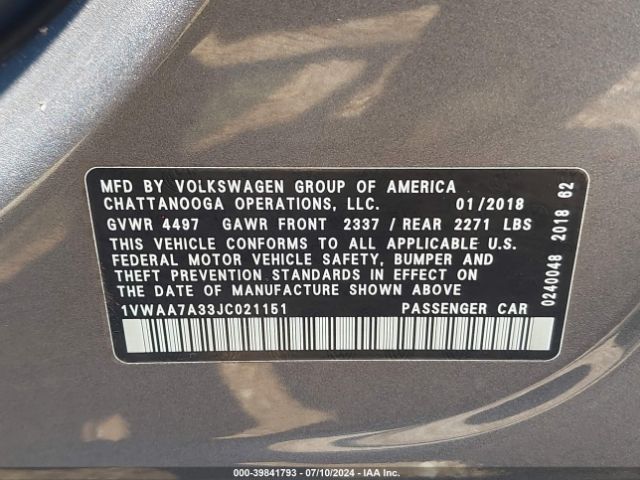 MFD BY VOLKSWAGEN GROUP OF AMERICA
CHATTANOOGA OPERATIONS, LLC. 01/2018
GVWR 4497 GAWR FRONT 2337 / REAR 2271 LBS
THIS VEHICLE CONFORMS TO ALL APPLICABLE U.S.
FEDERAL MOTOR VEHICLE SAFETY, BUMPER AND
THEFT PREVENTION STANDARDS IN EFFECT ON
THE DATE OF MANUFACTURE SHOWN ABOVE.
1VWAA7A33JC021151 PASSENGER CAR
0240048 2018 62
000-39841793 - 07/10/2024 - IAA Inc.